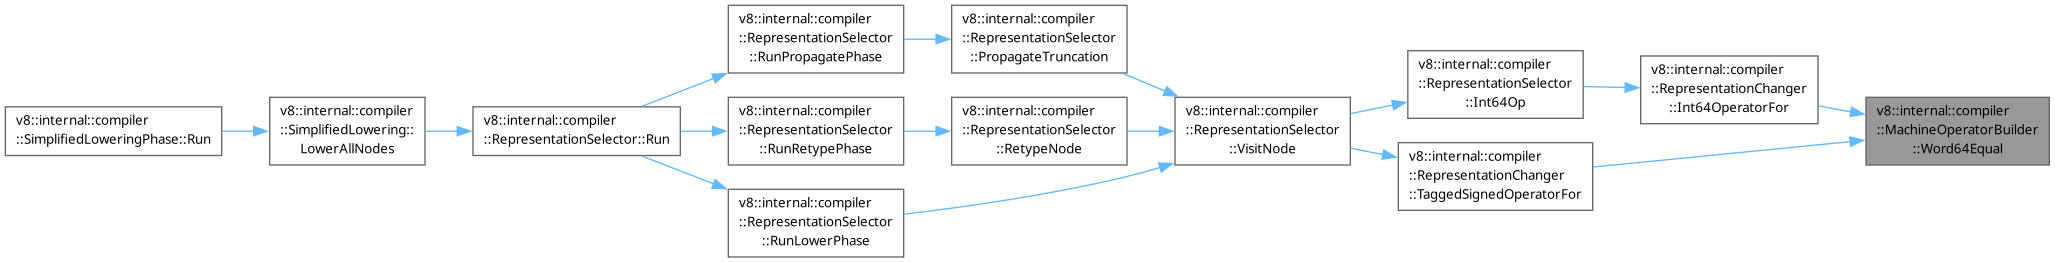 v8::internal::compiler
::SimplifiedLoweringPhase::Run
v8::internal::compiler
::SimplifiedLowering::
LowerAllNodes
v8::internal::compiler
::RepresentationSelector::Run
v8::internal::compiler
::RepresentationSelector
::RunPropagatePhase
v8::internal::compiler
::RepresentationSelector
::RunRetypePhase
v8::internal::compiler
::RepresentationSelector
::RunLowerPhase
v8::internal::compiler
::RepresentationSelector
::PropagateTruncation
v8::internal::compiler
::RepresentationSelector
::RetypeNode
v8::internal::compiler
::RepresentationSelector
::VisitNode
v8::internal::compiler
::RepresentationSelector
::Int64Op
v8::internal::compiler
::RepresentationChanger
::TaggedSignedOperatorFor
v8::internal::compiler
::RepresentationChanger
::Int64OperatorFor
v8::internal::compiler
::MachineOperatorBuilder
::Word64Equal